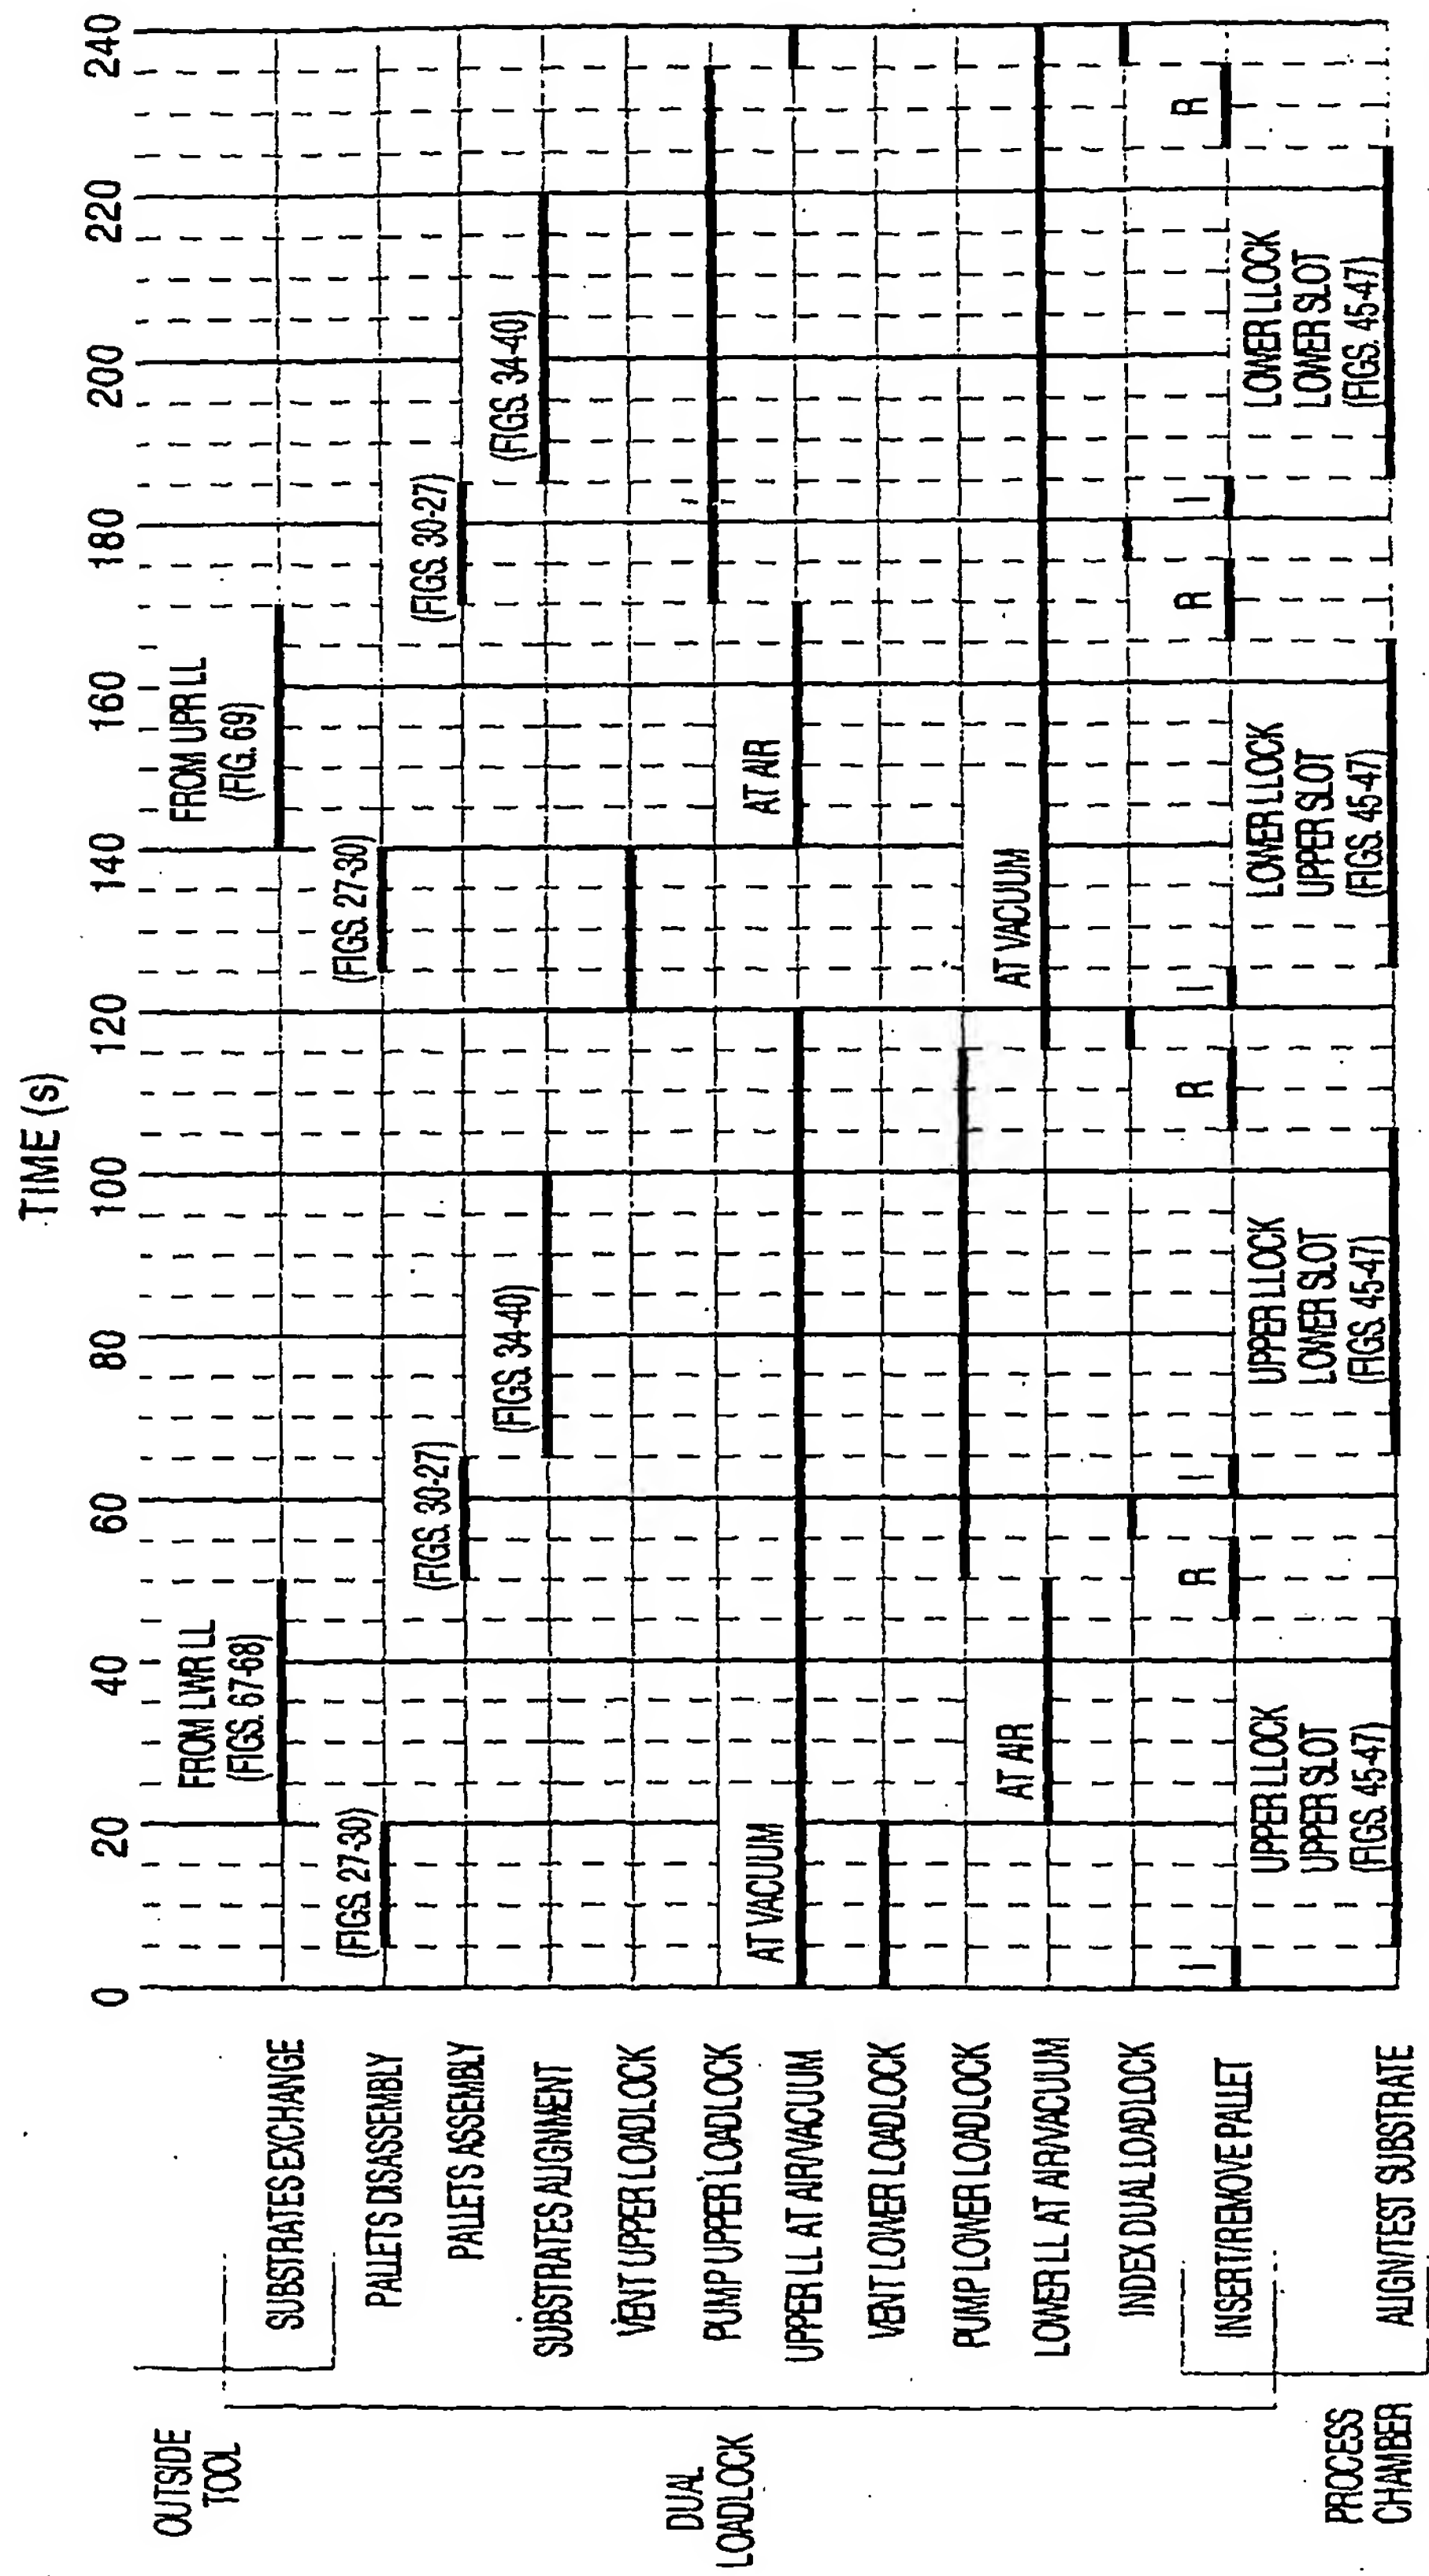 TIME (s)
0 20 40 60 80 100 120 140 160 180 200 220 240
OUTSIDE
TOOL
SUBSTRATES EXCHANGE
FROM LWR LL
(FIGS. 67-68)
FROM UPR LL
(FIG. 69)
DUAL
LOADLOCK
PALLETS DISASSEMBLY
(FIGS. 27-30)
(FIGS. 27-30)
PALLETS ASSEMBLY
(FIGS. 30-27)
(FIGS. 30-27)
SUBSTRATES ALIGNMENT
(FIGS. 34-40)
(FIGS. 34-40)
VENT UPPER LOADLOCK
PUMP UPPER LOADLOCK
UPPER LL AT AIR/VACUUM
AT VACUUM
AT AIR
VENT LOWER LOADLOCK
PUMP LOWER LOADLOCK
LOWER LL AT AIR/VACUUM
AT AIR
AT VACUUM
INDEX DUAL LOADLOCK
INSERT/REMOVE PALLET
I R I R I R I R
PROCESS
CHAMBER
ALIGN/TEST SUBSTRATE
UPPER LLOCK
UPPER SLOT
(FIGS. 45-47)
UPPER LLOCK
LOWER SLOT
(FIGS. 45-47)
LOWER LLOCK
UPPER SLOT
(FIGS. 45-47)
LOWER LLOCK
LOWER SLOT
(FIGS. 45-47)